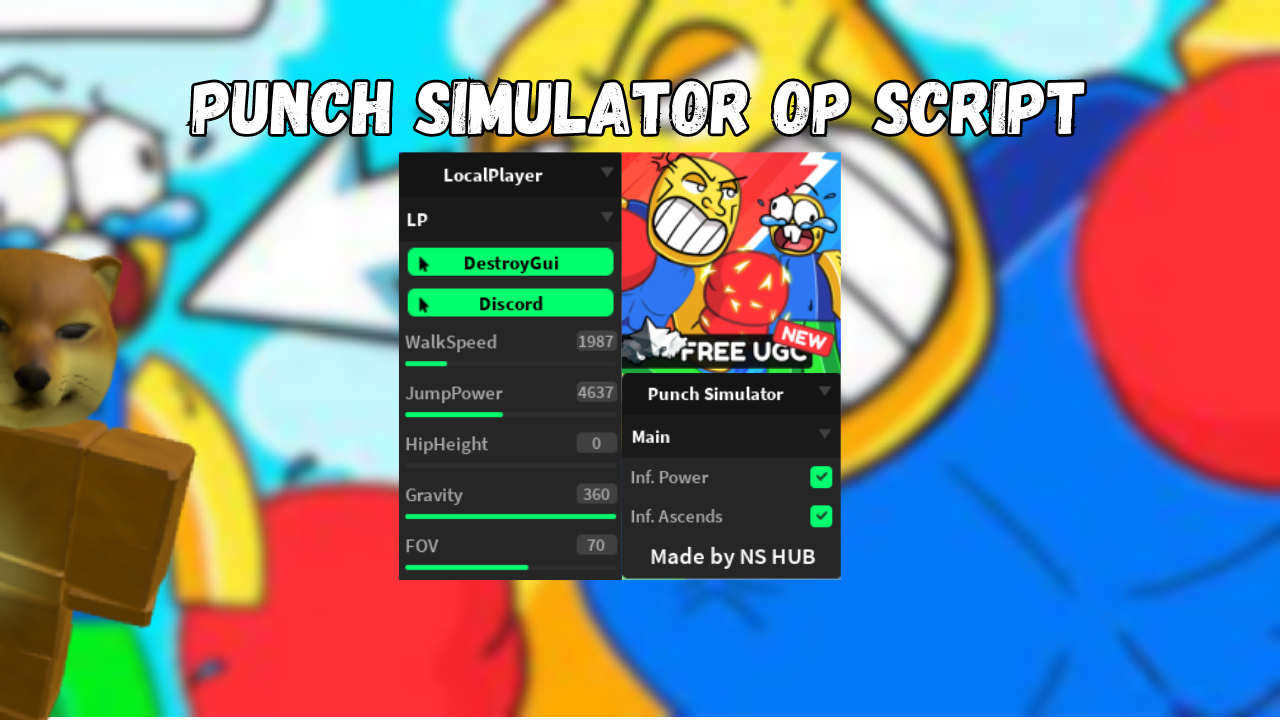 PUNCH SIMULATOR OP SCRIPT
LocalPlayer
LP
DestroyGui
Discord
WalkSpeed 1987
JumpPower 4637
HipHeight 0
Gravity 360
FOV 70
NEW
FREE UGC
Punch Simulator
Main
Inf. Power
Inf. Ascends
Made by NS HUB